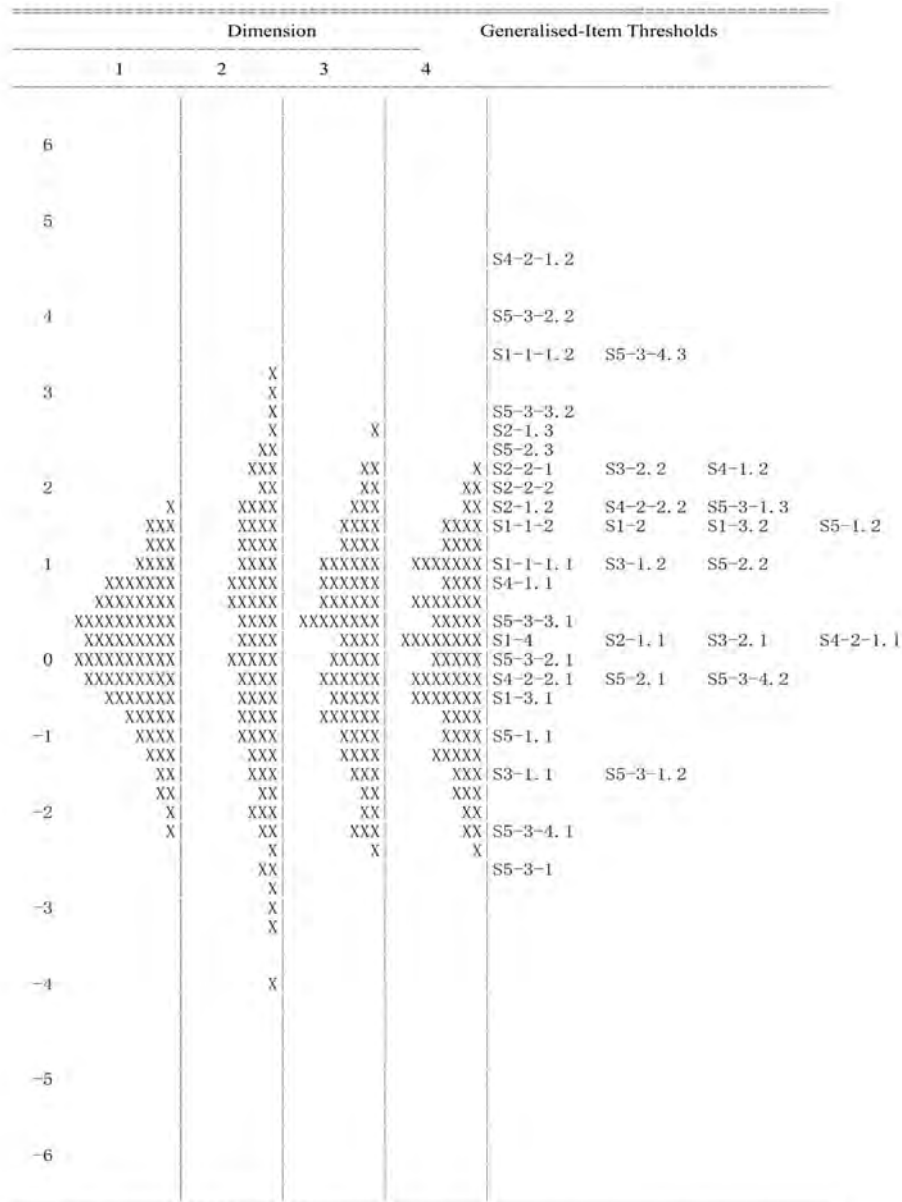 Dimension Generalised-Item Thresholds
1 2 3 4
6
5
S4-2-1.2
4 S5-3-2.2
S1-1-1.2 S5-3-4.3
X
3 X
X S5-3-3.2
X X S2-1.3
XX S5-2.3
XXX XX X S2-2-1 S3-2.2 S4-1.2
2 XX XX XX S2-2-2
X XXXX XXX XX S2-1.2 S4-2-2.2 S5-3-1.3
XXX XXXX XXXX XXXX S1-1-2 S1-2 S1-3.2 S5-1.2
XXX XXXX XXXX XXXX
1 XXXX XXXX XXXXXX XXXXXXX S1-1-1.1 S3-1.2 S5-2.2
XXXXXXX XXXXX XXXXXX XXXX S4-1.1
XXXXXXXX XXXXX XXXXXX XXXXXXX
XXXXXXXXXX XXXX XXXXXXXX XXXXX S5-3-3.1
XXXXXXXXX XXXX XXXX XXXXXXXX S1-4 S2-1.1 S3-2.1 S4-2-1.1
0 XXXXXXXXXX XXXXX XXXXX XXXXX S5-3-2.1
XXXXXXXXX XXXX XXXXXX XXXXXXX S4-2-2.1 S5-2.1 S5-3-4.2
XXXXXXX XXXX XXXXX XXXXXXX S1-3.1
XXXXX XXXX XXXXXX XXXX
-1 XXXX XXXX XXXX XXXX S5-1.1
XXX XXX XXXX XXXXX
XX XXX XXX XXX S3-1.1 S5-3-1.2
XX XX XX XXX
-2 X XXX XX XX
X XX XXX XX S5-3-4.1
X X X
XX S5-3-1
X
-3 X
X
-4 X
-5
-6